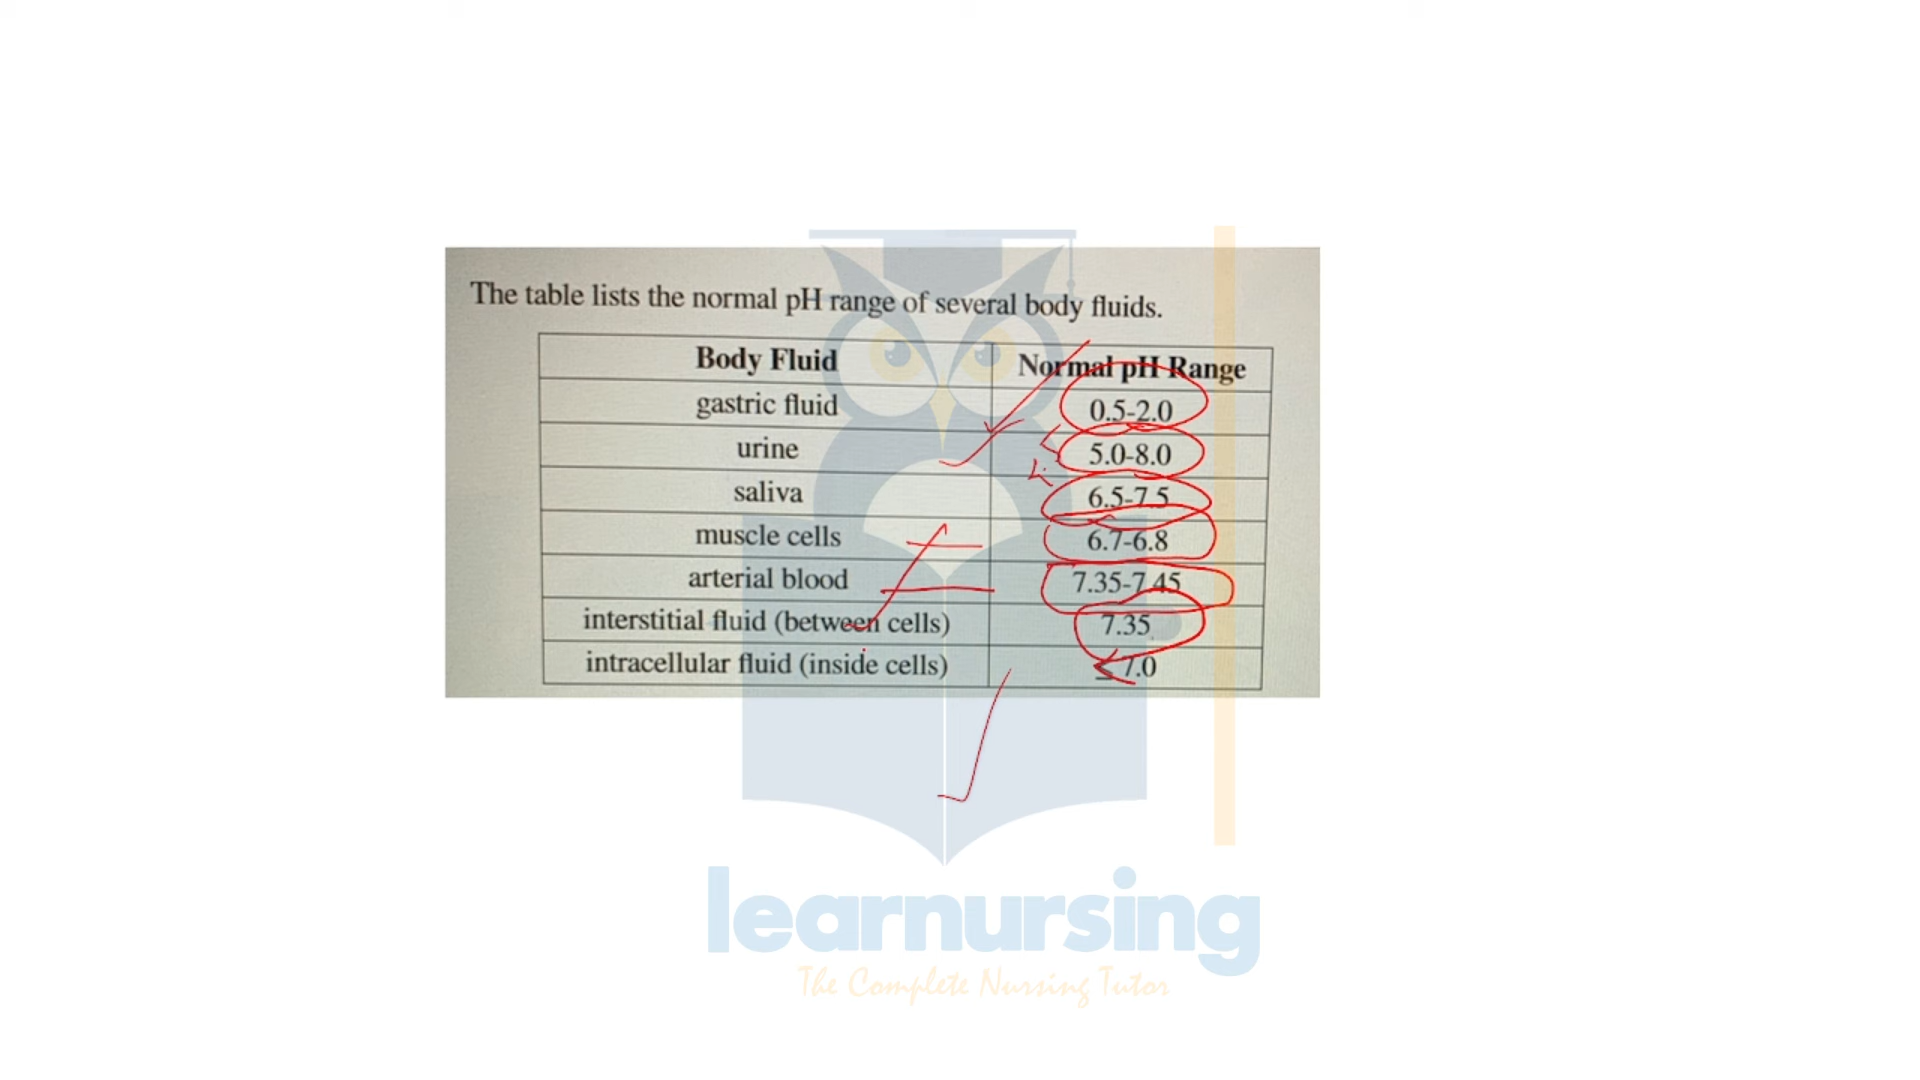 The table lists the normal pH range of several body fluids.
Body Fluid Normal pH Range
gastric fluid 0.5-2.0
urine 5.0-8.0
saliva 6.5-7.5
muscle cells 6.7-6.8
arterial blood 7.35-7.45
interstitial fluid (between cells) 7.35
intracellular fluid (inside cells) ≤ 7.0
learnursing
The Complete Nursing Tutor